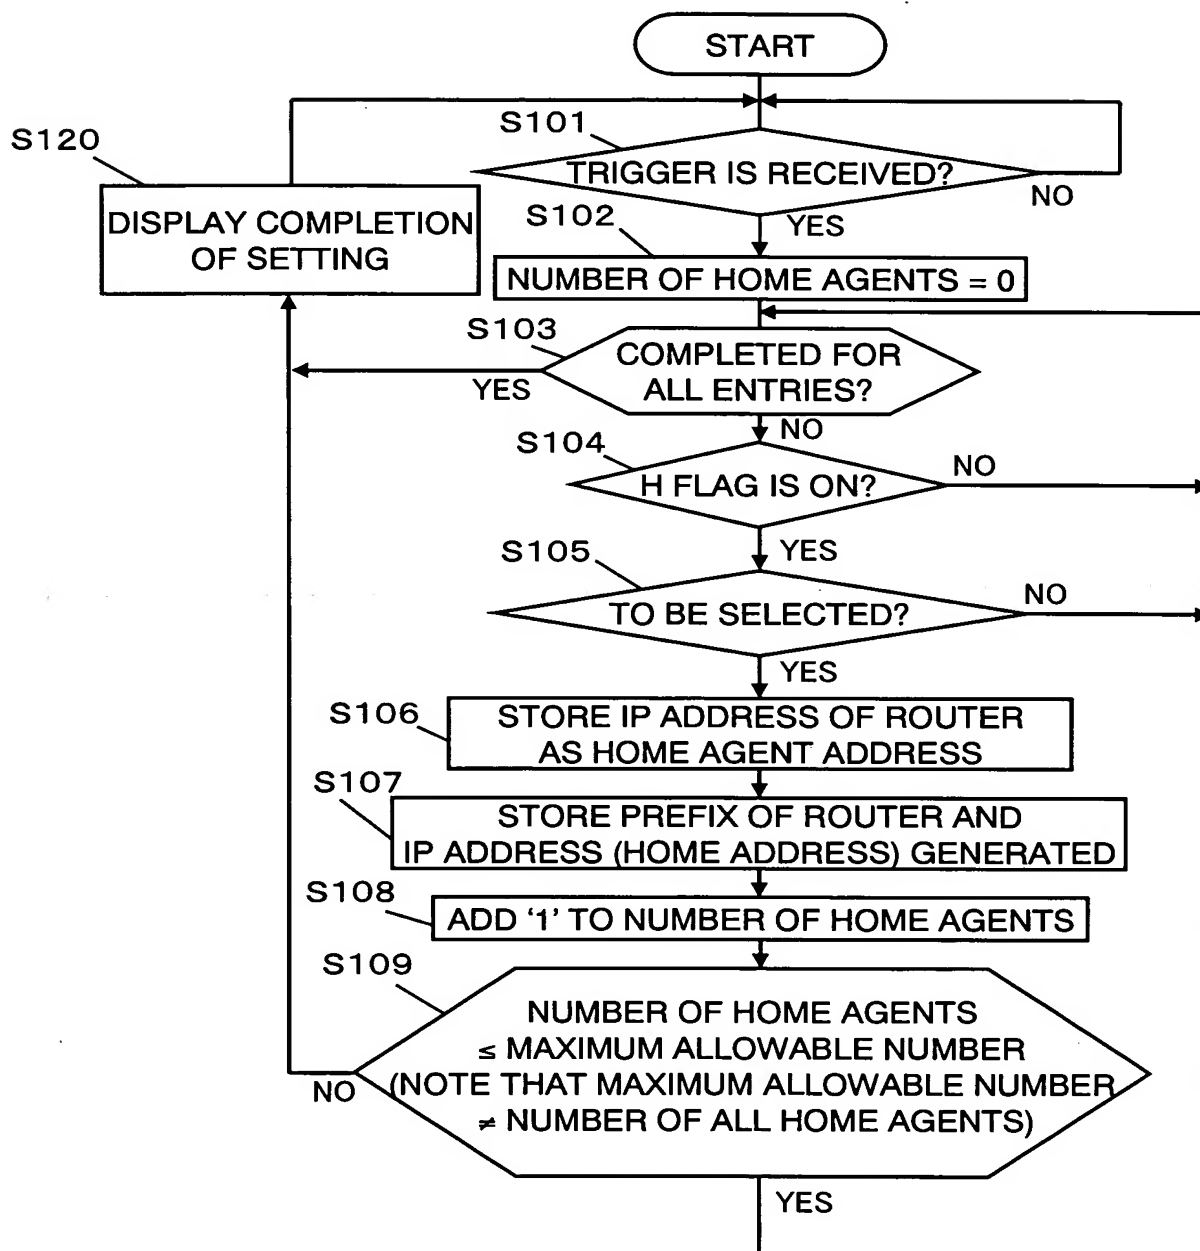 START
S101
S120
TRIGGER IS RECEIVED?
NO
DISPLAY COMPLETION
OF SETTING
S102
YES
NUMBER OF HOME AGENTS = 0
S103
COMPLETED FOR
ALL ENTRIES?
YES
NO
S104
H FLAG IS ON?
NO
YES
S105
TO BE SELECTED?
NO
YES
S106
STORE IP ADDRESS OF ROUTER
AS HOME AGENT ADDRESS
S107
STORE PREFIX OF ROUTER AND
IP ADDRESS (HOME ADDRESS) GENERATED
S108
ADD ‘1’ TO NUMBER OF HOME AGENTS
S109
NUMBER OF HOME AGENTS
≤ MAXIMUM ALLOWABLE NUMBER
(NOTE THAT MAXIMUM ALLOWABLE NUMBER
≠ NUMBER OF ALL HOME AGENTS)
NO
YES